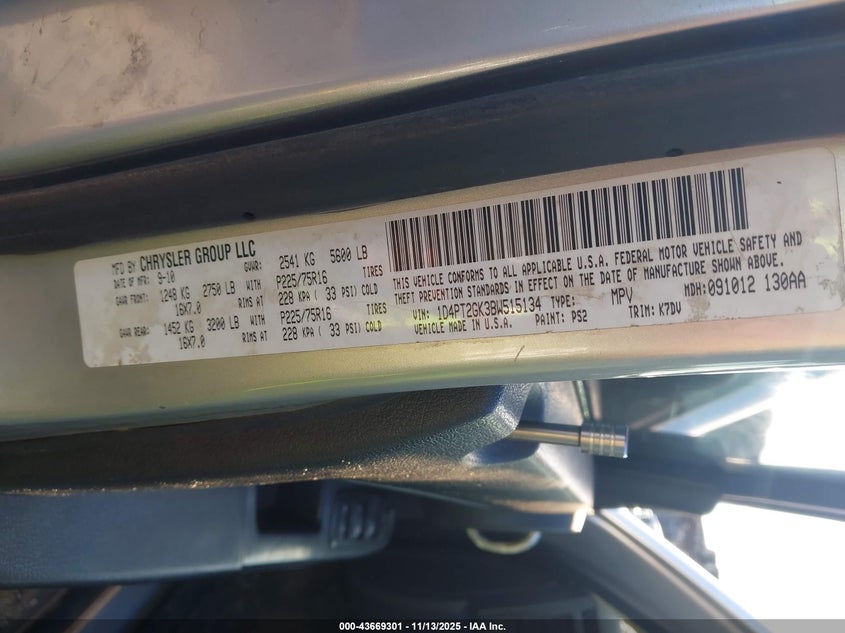 MFD BY CHRYSLER GROUP LLC
DATE OF MFR: 9-10 GVWR: 2541 KG 5600 LB
GAWR FRONT: 1248 KG 2750 LB WITH P225/75R16 TIRES
16X7.0 RIMS AT 228 KPA ( 33 PSI) COLD
GAWR REAR: 1452 KG 3200 LB WITH P225/75R16 TIRES
16X7.0 RIMS AT 228 KPA ( 33 PSI) COLD
THIS VEHICLE CONFORMS TO ALL APPLICABLE U.S.A. FEDERAL MOTOR VEHICLE SAFETY AND
THEFT PREVENTION STANDARDS IN EFFECT ON THE DATE OF MANUFACTURE SHOWN ABOVE.
VIN: 1D4PT2GK3BW515134 TYPE: MPV MDH:091012 130AA
VEHICLE MADE IN U.S.A. PAINT: PS2 TRIM: K7DV
000-43669301 - 11/13/2025 - IAA Inc.